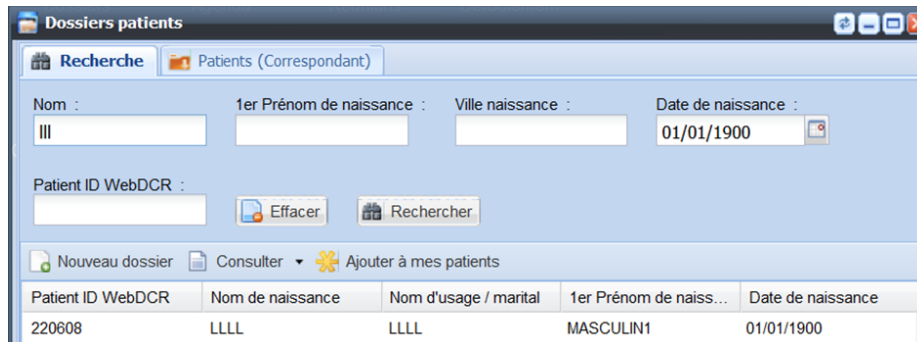 Dossiers patients
Recherche Patients (Correspondant)
Nom : 1er Prénom de naissance : Ville naissance : Date de naissance :
lll 01/01/1900
Patient ID WebDCR :
Effacer Rechercher
Nouveau dossier Consulter Ajouter à mes patients
Patient ID WebDCR Nom de naissance Nom d'usage / marital 1er Prénom de naiss... Date de naissance
220608 LLLL LLLL MASCULIN1 01/01/1900